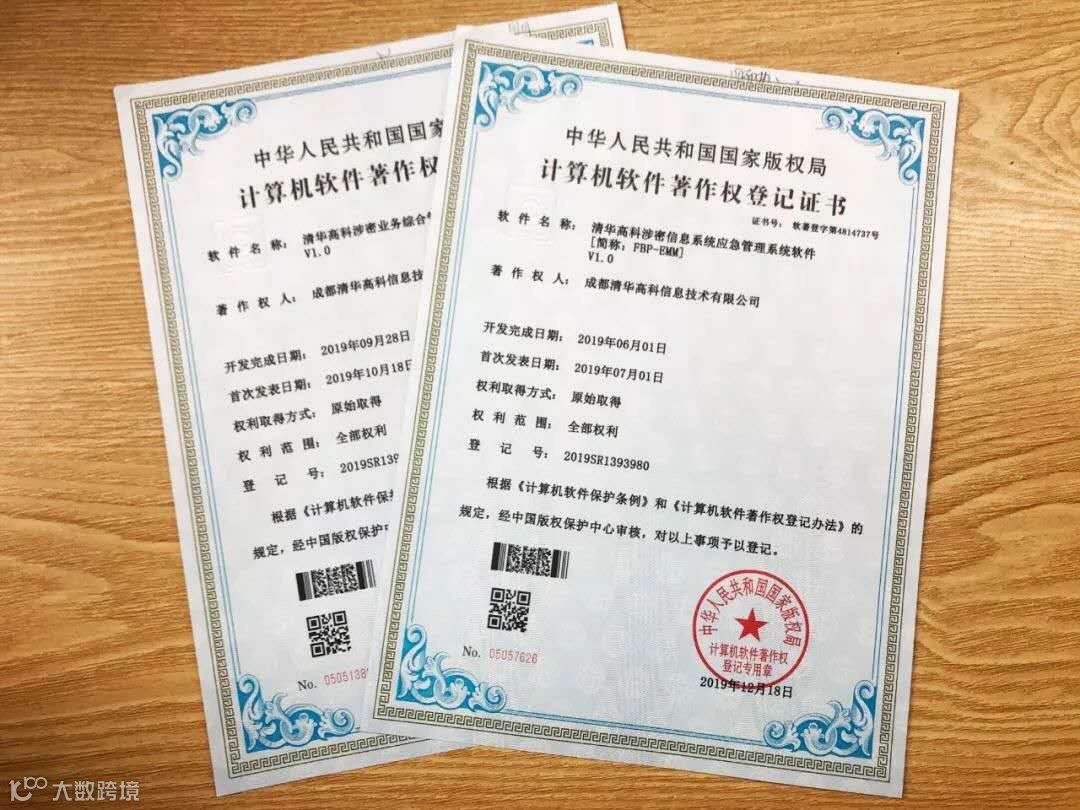 中华人民共和国国家
计算机软件著作权
软件名称： 清华高科涉密业务综合
V1.0
著作权人： 成都清华高科信息技
开发完成日期： 2019年09月28日
首次发表日期： 2019年10月18日
权利取得方式： 原始取得
权利范围： 全部权利
登记号： 2019SR1393
根据《计算机软件保
规定，经中国版权保护
No. 0505138
中华人民共和国国家版权局
计算机软件著作权登记证书
证书号： 软著登字第4814737号
软件名称： 清华高科涉密信息系统应急管理系统软件
[简称：FBP-EMM]
V1.0
著作权人： 成都清华高科信息技术有限公司
开发完成日期： 2019年06月01日
首次发表日期： 2019年07月01日
权利取得方式： 原始取得
权利范围： 全部权利
登记号： 2019SR1393980
根据《计算机软件保护条例》和《计算机软件著作权登记办法》的
规定，经中国版权保护中心审核，对以上事项予以登记。
No. 05057626
中华人民共和国国家版权局
计算机软件著作权
登记专用章
2019年12月18日
大数跨境